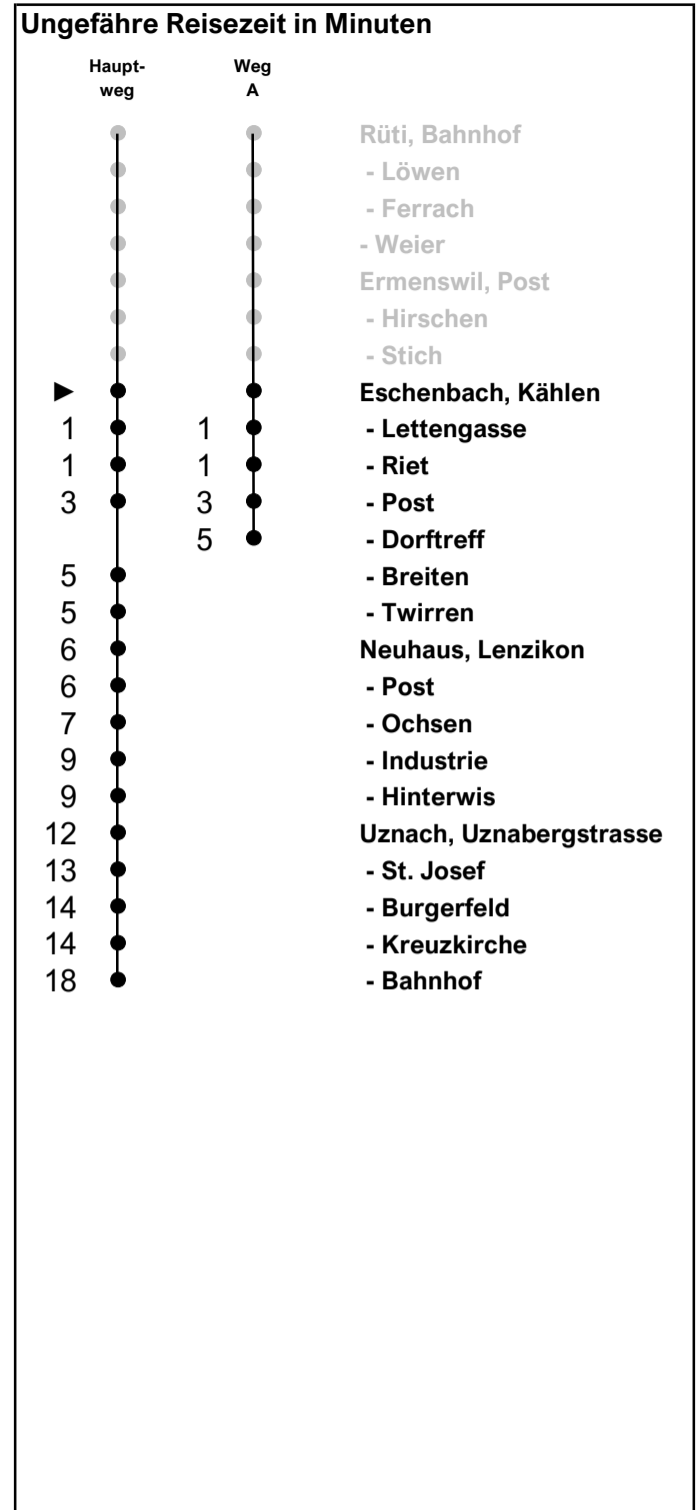 Ungefähre Reisezeit in Minuten
Haupt- Weg
weg A
Rüti, Bahnhof
- Löwen
- Ferrach
- Weier
Ermenswil, Post
- Hirschen
- Stich
► Eschenbach, Kählen
1 1 - Lettengasse
1 1 - Riet
3 3 - Post
5 - Dorftreff
5 - Breiten
5 - Twirren
6 Neuhaus, Lenzikon
6 - Post
7 - Ochsen
9 - Industrie
9 - Hinterwis
12 Uznach, Uznabergstrasse
13 - St. Josef
14 - Burgerfeld
14 - Kreuzkirche
18 - Bahnhof